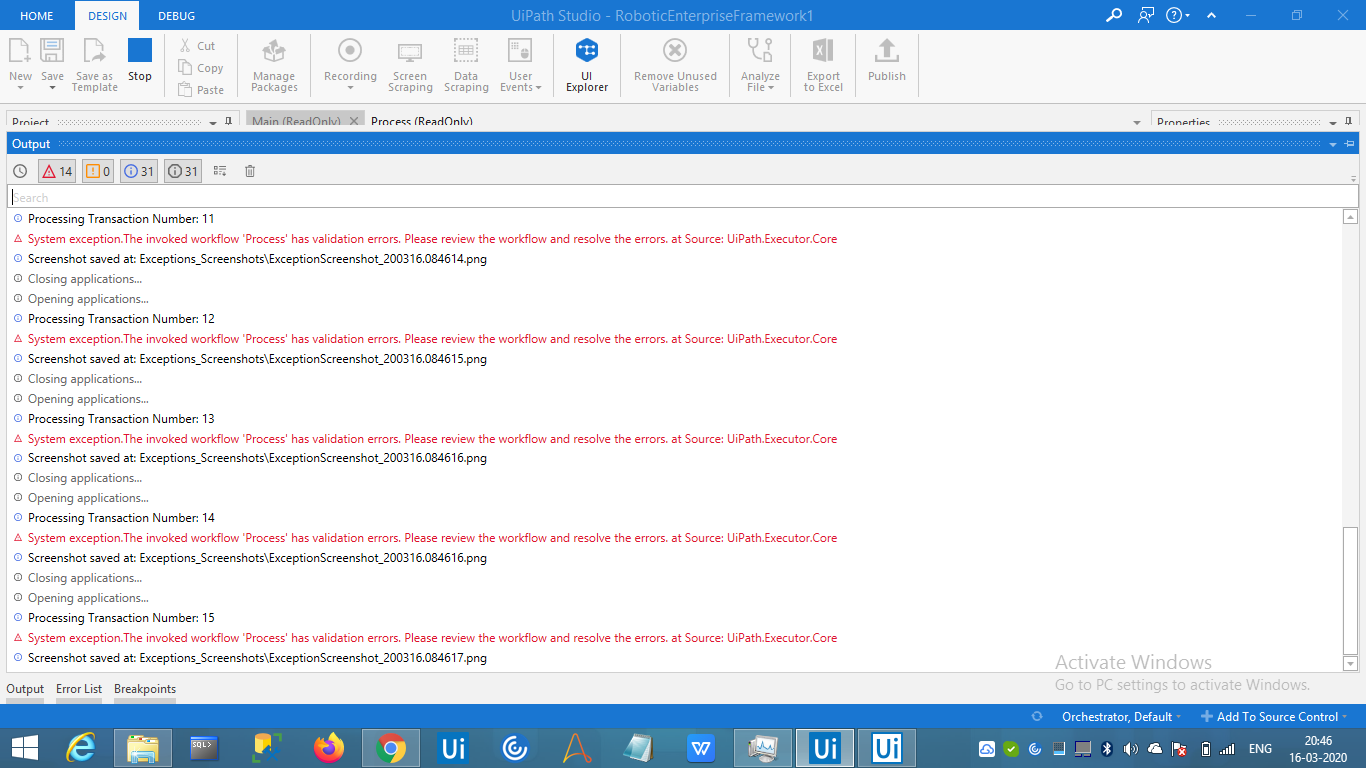 HOME DESIGN DEBUG UiPath Studio - RoboticEnterpriseFramework1
New Save Save as Template Stop Cut Copy Paste Manage Packages Recording Screen Scraping Data Scraping User Events UI Explorer Remove Unused Variables Analyze File Export to Excel Publish
Project Main (ReadOnly) Process (ReadOnly) Properties
Output
14 0 31 31
Search
Processing Transaction Number: 11
System exception.The invoked workflow 'Process' has validation errors. Please review the workflow and resolve the errors. at Source: UiPath.Executor.Core
Screenshot saved at: Exceptions_Screenshots\ExceptionScreenshot_200316.084614.png
Closing applications...
Opening applications...
Processing Transaction Number: 12
System exception.The invoked workflow 'Process' has validation errors. Please review the workflow and resolve the errors. at Source: UiPath.Executor.Core
Screenshot saved at: Exceptions_Screenshots\ExceptionScreenshot_200316.084615.png
Closing applications...
Opening applications...
Processing Transaction Number: 13
System exception.The invoked workflow 'Process' has validation errors. Please review the workflow and resolve the errors. at Source: UiPath.Executor.Core
Screenshot saved at: Exceptions_Screenshots\ExceptionScreenshot_200316.084616.png
Closing applications...
Opening applications...
Processing Transaction Number: 14
System exception.The invoked workflow 'Process' has validation errors. Please review the workflow and resolve the errors. at Source: UiPath.Executor.Core
Screenshot saved at: Exceptions_Screenshots\ExceptionScreenshot_200316.084616.png
Closing applications...
Opening applications...
Processing Transaction Number: 15
System exception.The invoked workflow 'Process' has validation errors. Please review the workflow and resolve the errors. at Source: UiPath.Executor.Core
Screenshot saved at: Exceptions_Screenshots\ExceptionScreenshot_200316.084617.png
Activate Windows
Go to PC settings to activate Windows.
Output Error List Breakpoints
Orchestrator, Default Add To Source Control
SQL> Ui W Ui Ui ENG 20:46
16-03-2020